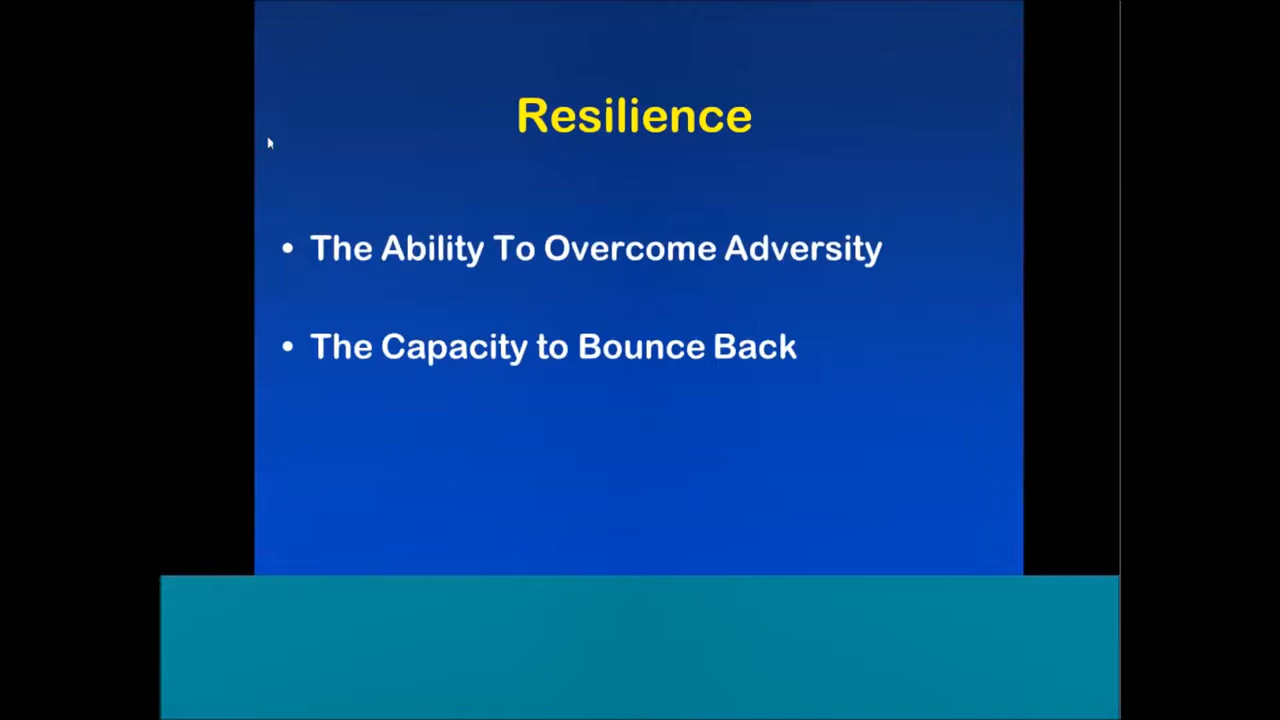 Resilience
• The Ability To Overcome Adversity
• The Capacity to Bounce Back